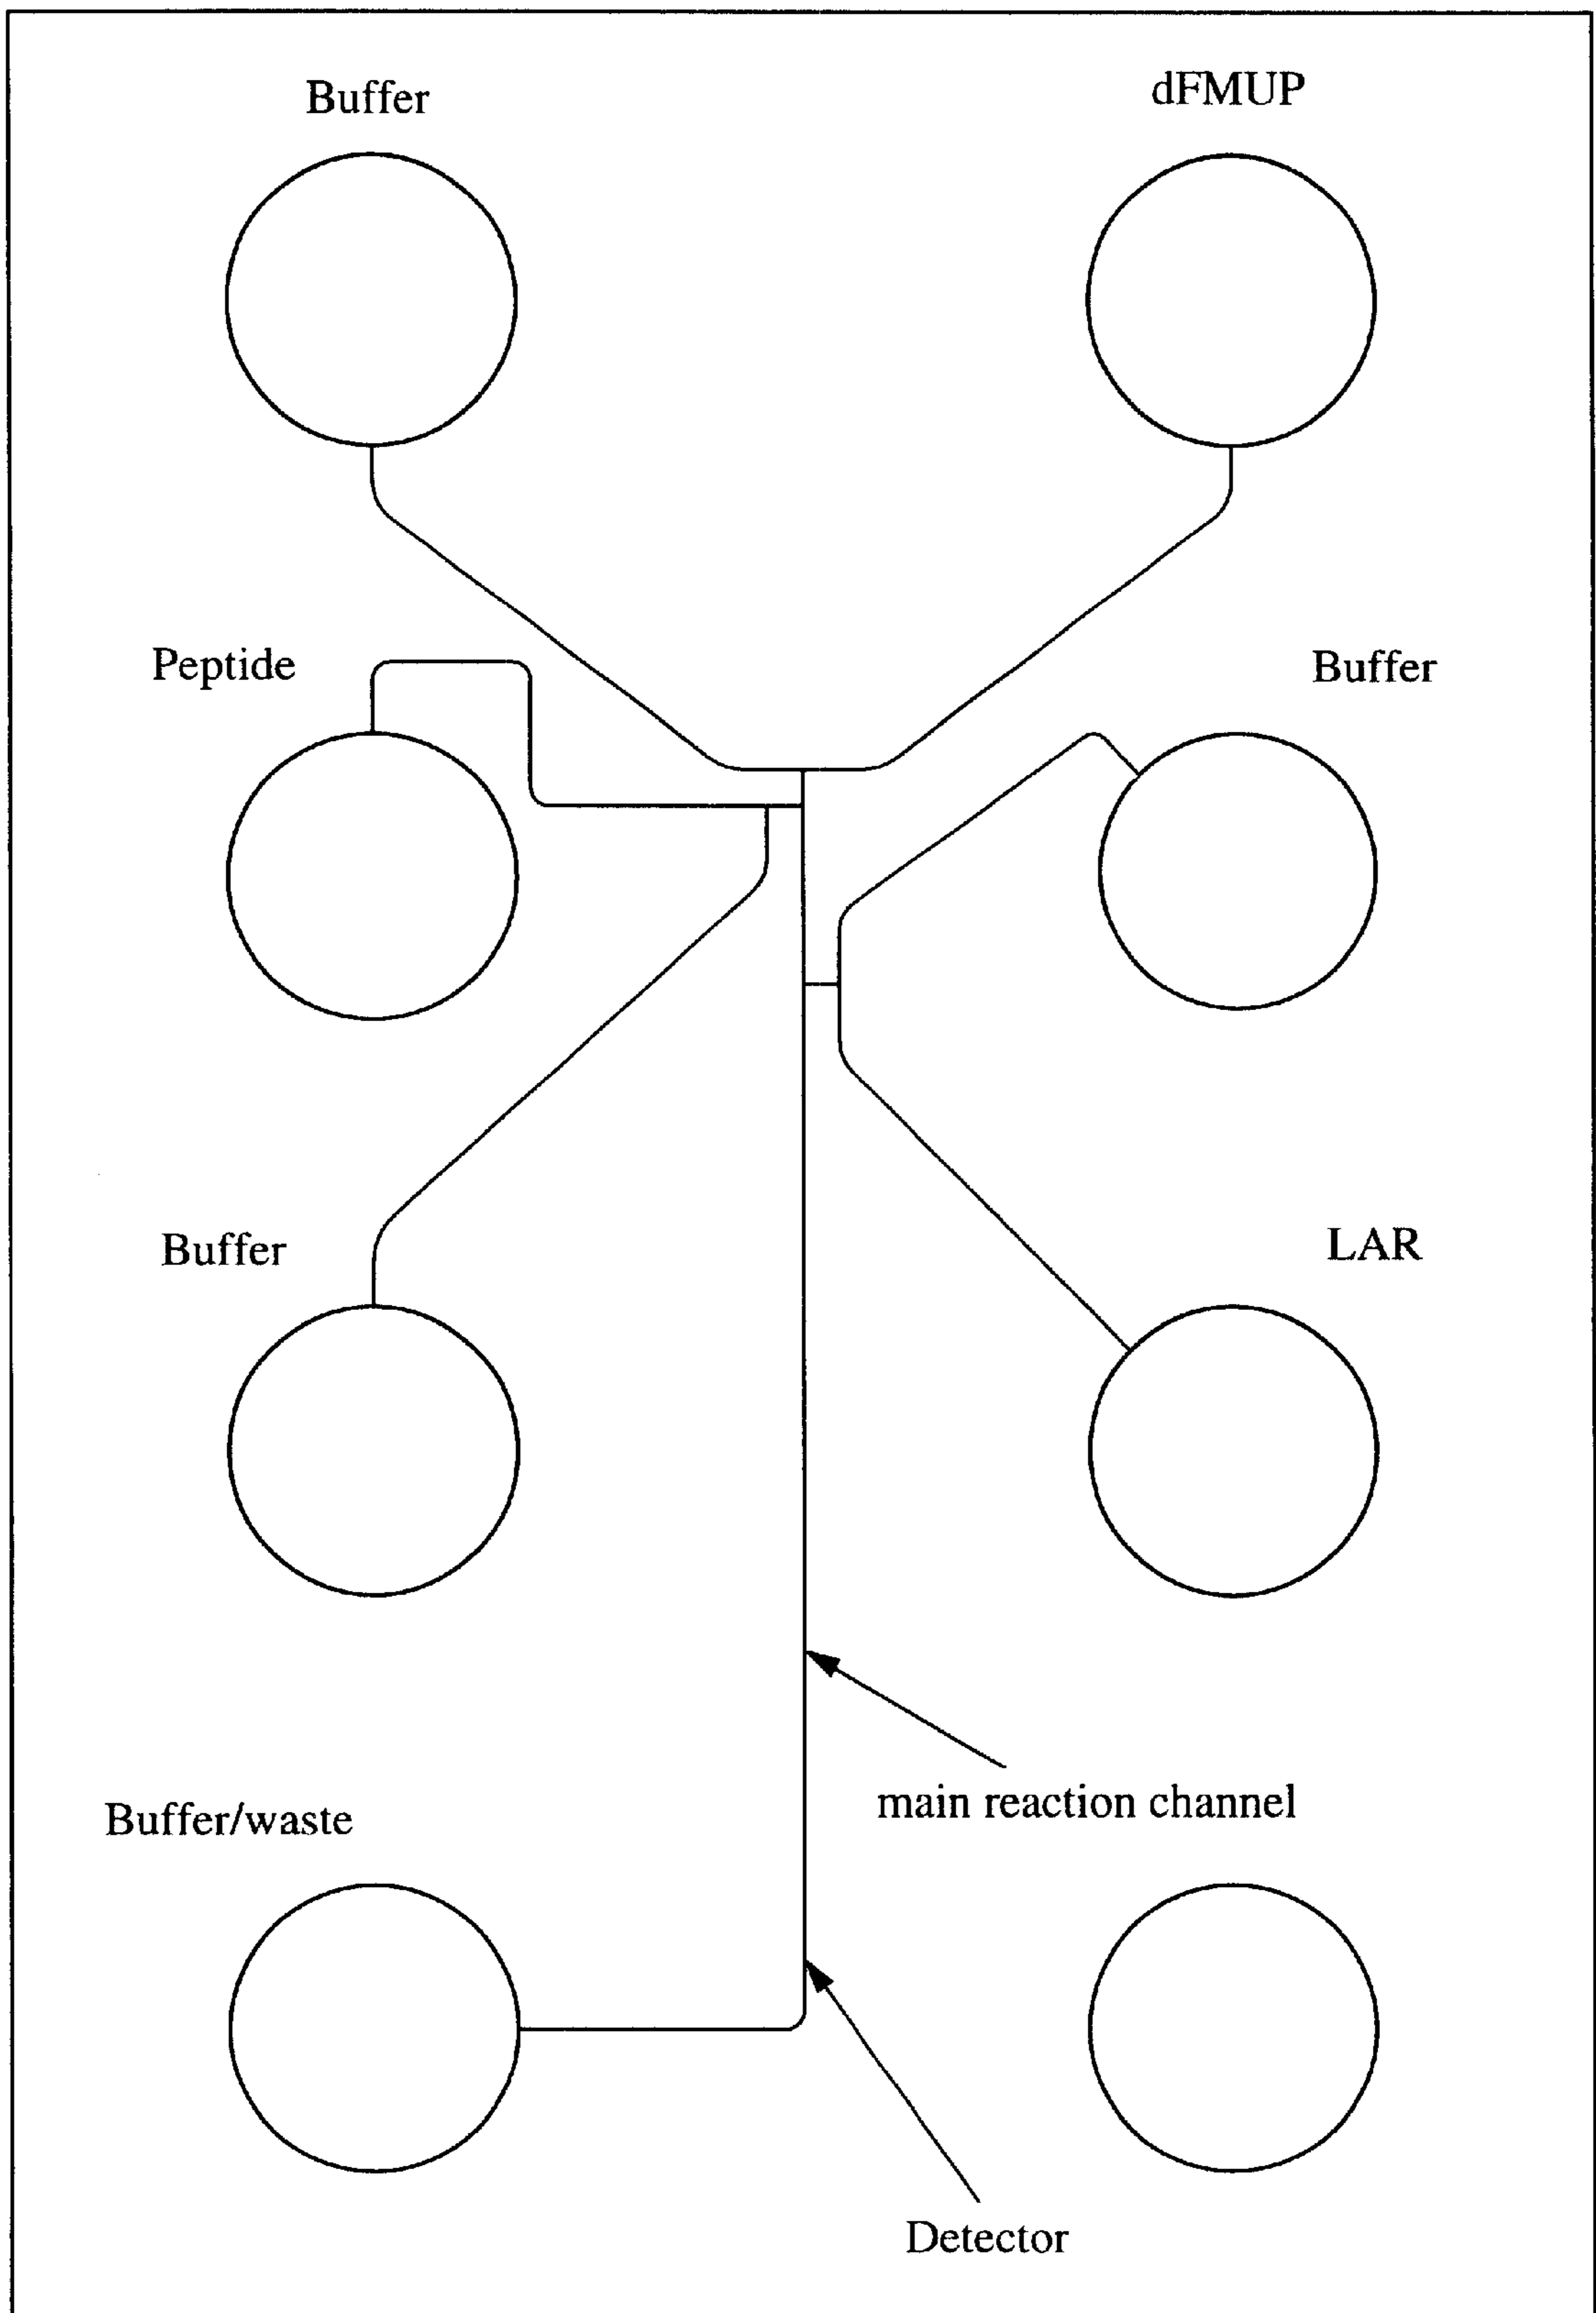 Buffer
dFMUP
Peptide
Buffer
Buffer
LAR
main reaction channel
Buffer/waste
Detector